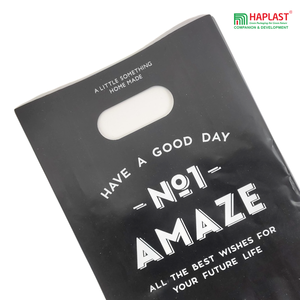 HAPLAST
COMPANION & DEVELOPMENT
A LITTLE SOMETHING
HOME MADE
HAVE A GOOD DAY
-No1-
AMAZE
ALL THE BEST WISHES FOR
YOUR FUTURE LIFE